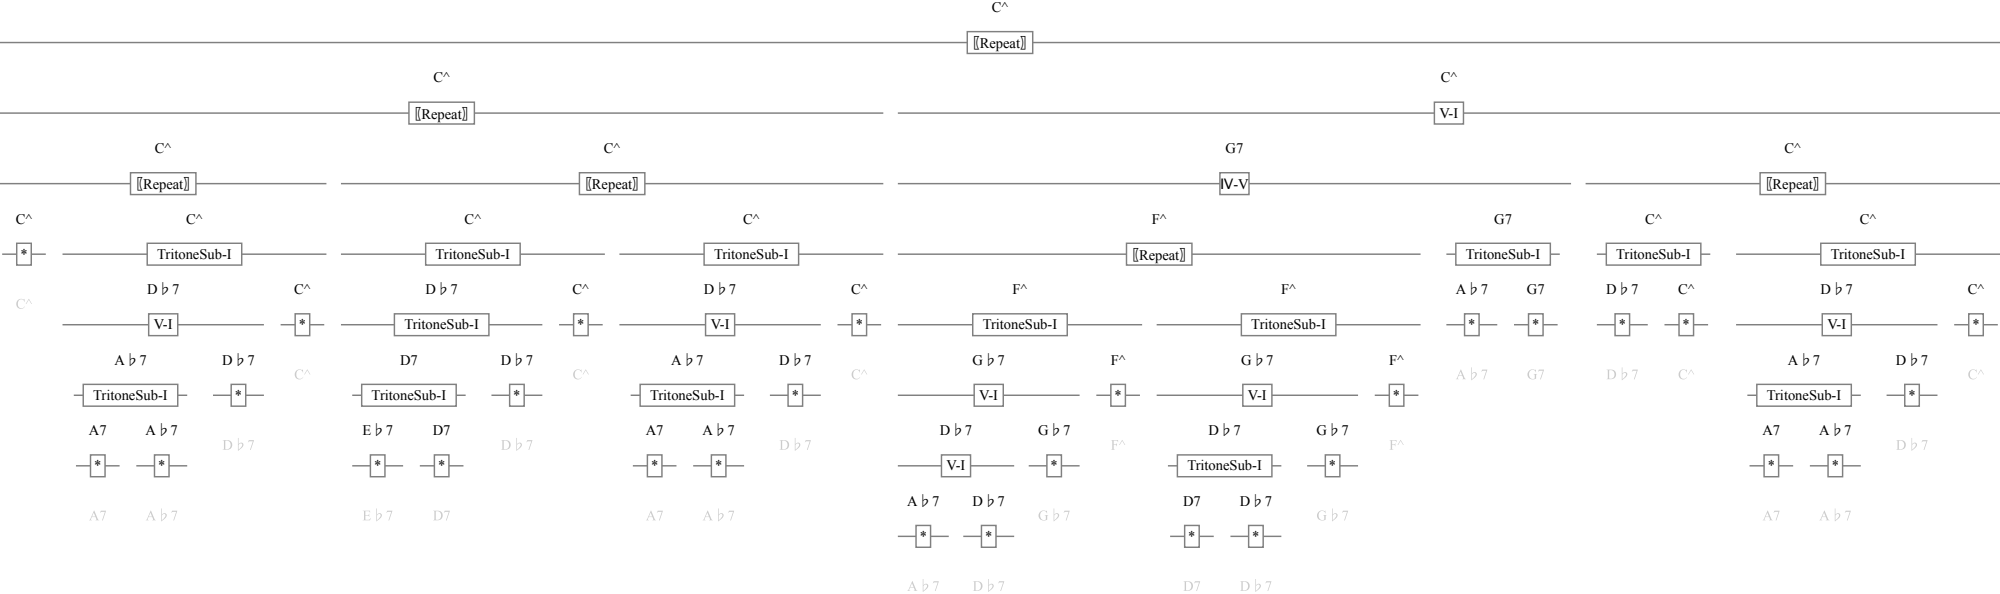 C^
⟦Repeat⟧
C^ C^
⟦Repeat⟧ V-I
C^ C^ G7 C^
⟦Repeat⟧ ⟦Repeat⟧ Ⅳ-V ⟦Repeat⟧
C^ C^ C^ C^ F^ G7 C^ C^
* TritoneSub-I TritoneSub-I TritoneSub-I ⟦Repeat⟧ TritoneSub-I TritoneSub-I TritoneSub-I
C^ D♭7 C^ D♭7 C^ D♭7 C^ F^ F^ A♭7 G7 D♭7 C^ D♭7 C^
V-I * TritoneSub-I * V-I * TritoneSub-I TritoneSub-I * * * * V-I *
A♭7 D♭7 C^ D7 D♭7 C^ A♭7 D♭7 C^ G♭7 F^ G♭7 F^ A♭7 G7 D♭7 C^ A♭7 D♭7 C^
TritoneSub-I * TritoneSub-I * TritoneSub-I * V-I * V-I * TritoneSub-I *
A7 A♭7 D♭7 E♭7 D7 D♭7 A7 A♭7 D♭7 D♭7 G♭7 F^ D♭7 G♭7 F^ A7 A♭7 D♭7
* * * * * * V-I * TritoneSub-I * * *
A7 A♭7 E♭7 D7 A7 A♭7 A♭7 D♭7 G♭7 D7 D♭7 G♭7 A7 A♭7
* * * *
A♭7 D♭7 D7 D♭7